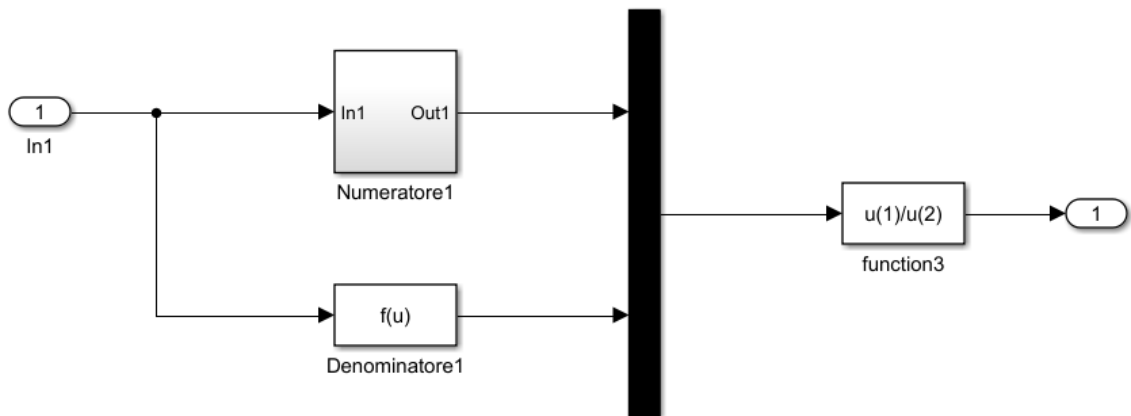 1
In1
In1 Out1
Numeratore1
f(u)
Denominatore1
u(1)/u(2)
function3
1